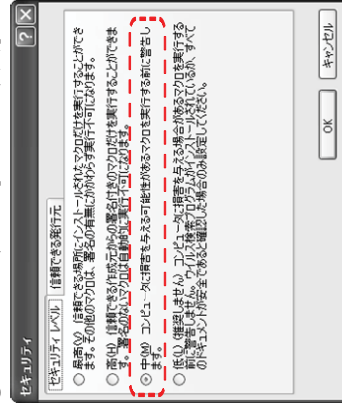 セキュリティ
セキュリティ レベル
信頼できる発行元
最高(V) 信頼できる場所にインストールされたマクロだけを実行することができ
ます。その他のマクロは、署名の有無にかかわらず実行不可になります。
高(H) 信頼できる作成元からの署名付きのマクロだけを実行することができま
す。署名のないマクロは自動的に実行不可になります。
中(M) コンピュータに損害を与える可能性があるマクロを実行する前に警告し
ます。
低(L) (推奨しません) コンピュータに損害を与える場合があるマクロを実行する
前に警告しません。ウイルス検索プログラムがインストールされているか、すべて
のドキュメントが安全であると確認した場合のみ設定してください。
OK
キャンセル